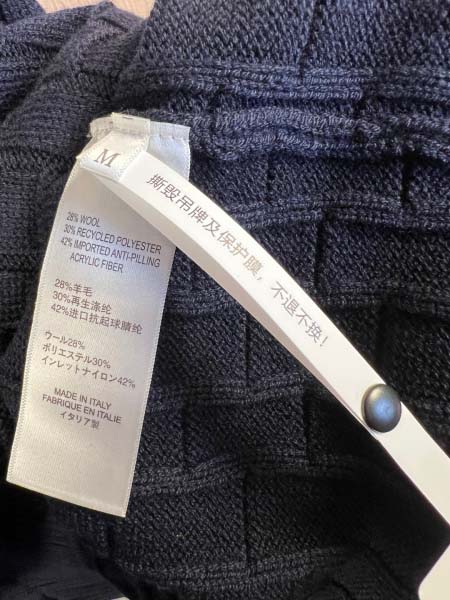 M
28% WOOL
30% RECYCLED POLYESTER
42% IMPORTED ANTI-PILLING
ACRYLIC FIBER
28%羊毛
30%再生涤纶
42%进口抗起球腈纶
ウール28%
ポリエステル30%
インレットナイロン42%
MADE IN ITALY
FABRIQUE EN ITALIE
イタリア製
撕毁吊牌及保护膜，不退不换！